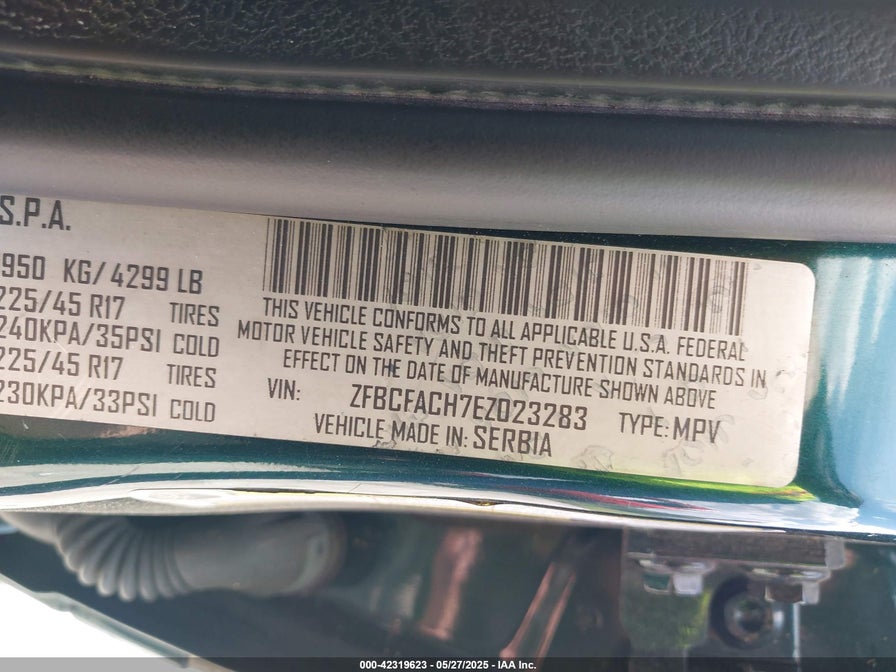 S.P.A.
950 KG/ 4299 LB
225/45 R17 TIRES
240KPA/35PSI COLD
225/45 R17 TIRES
230KPA/33PSI COLD
THIS VEHICLE CONFORMS TO ALL APPLICABLE U.S.A. FEDERAL
MOTOR VEHICLE SAFETY AND THEFT PREVENTION STANDARDS IN
EFFECT ON THE DATE OF MANUFACTURE SHOWN ABOVE
VIN: ZFBCFACH7EZ023283 TYPE: MPV
VEHICLE MADE IN: SERBIA
000-42319623 - 05/27/2025 - IAA Inc.